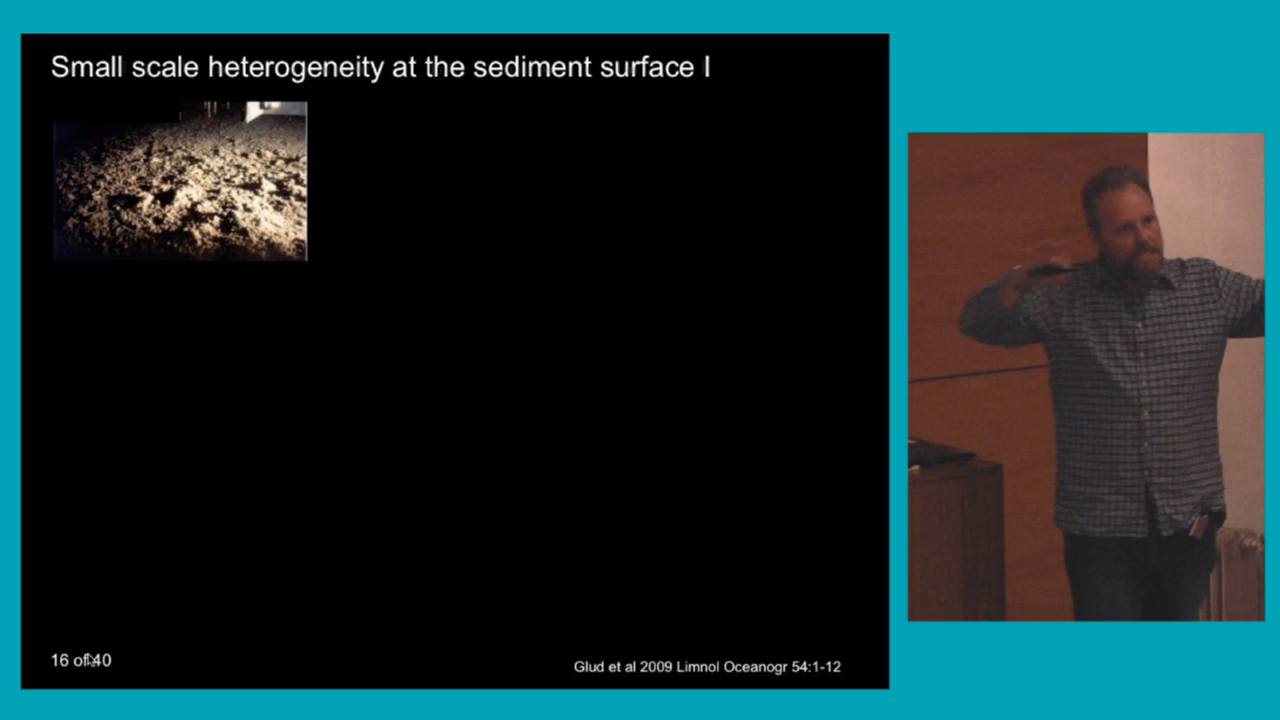 Small scale heterogeneity at the sediment surface I
16 of 40
Glud et al 2009 Limnol Oceanogr 54:1-12